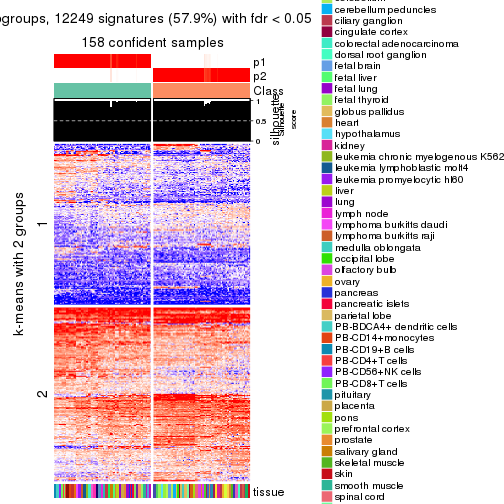 ogroups, 12249 signatures (57.9%) with fdr < 0.05
158 confident samples
p1
p2
Class
1
0.5
0
silhouette
score
k-means with 2 groups
1
2
tissue
cerebellum peduncles
ciliary ganglion
cingulate cortex
colorectal adenocarcinoma
dorsal root ganglion
fetal brain
fetal liver
fetal lung
fetal thyroid
globus pallidus
heart
hypothalamus
kidney
leukemia chronic myelogenous K562
leukemia lymphoblastic molt4
leukemia promyelocytic hl60
liver
lung
lymph node
lymphoma burkitts daudi
lymphoma burkitts raji
medulla oblongata
occipital lobe
olfactory bulb
ovary
pancreas
pancreatic islets
parietal lobe
PB-BDCA4+ dendritic cells
PB-CD14+monocytes
PB-CD19+B cells
PB-CD4+T cells
PB-CD56+NK cells
PB-CD8+T cells
pituitary
placenta
pons
prefrontal cortex
prostate
salivary gland
skeletal muscle
skin
smooth muscle
spinal cord